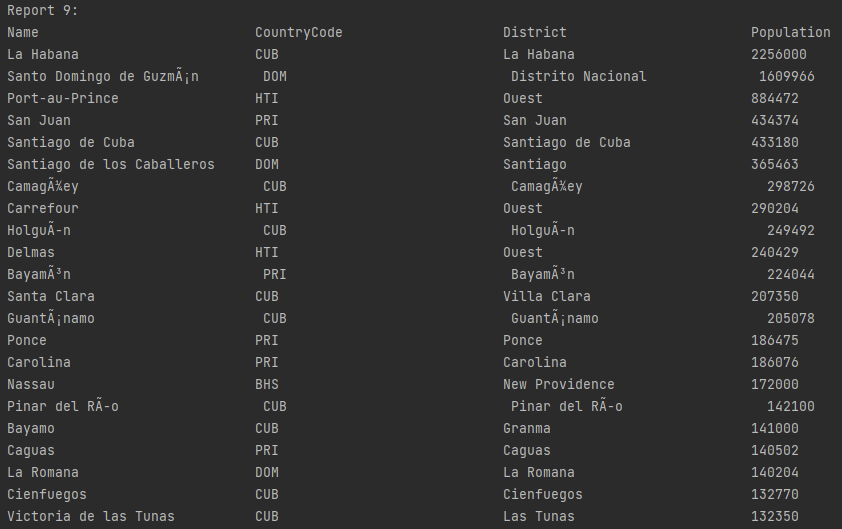 Report 9:
Name CountryCode District Population
La Habana CUB La Habana 2256000
Santo Domingo de GuzmÃ¡n DOM Distrito Nacional 1609966
Port-au-Prince HTI Ouest 884472
San Juan PRI San Juan 434374
Santiago de Cuba CUB Santiago de Cuba 433180
Santiago de los Caballeros DOM Santiago 365463
CamagÃ¼ey CUB CamagÃ¼ey 298726
Carrefour HTI Ouest 290204
HolguÃ-n CUB HolguÃ-n 249492
Delmas HTI Ouest 240429
BayamÃ³n PRI BayamÃ³n 224044
Santa Clara CUB Villa Clara 207350
GuantÃ¡namo CUB GuantÃ¡namo 205078
Ponce PRI Ponce 186475
Carolina PRI Carolina 186076
Nassau BHS New Providence 172000
Pinar del RÃ-o CUB Pinar del RÃ-o 142100
Bayamo CUB Granma 141000
Caguas PRI Caguas 140502
La Romana DOM La Romana 140204
Cienfuegos CUB Cienfuegos 132770
Victoria de las Tunas CUB Las Tunas 132350